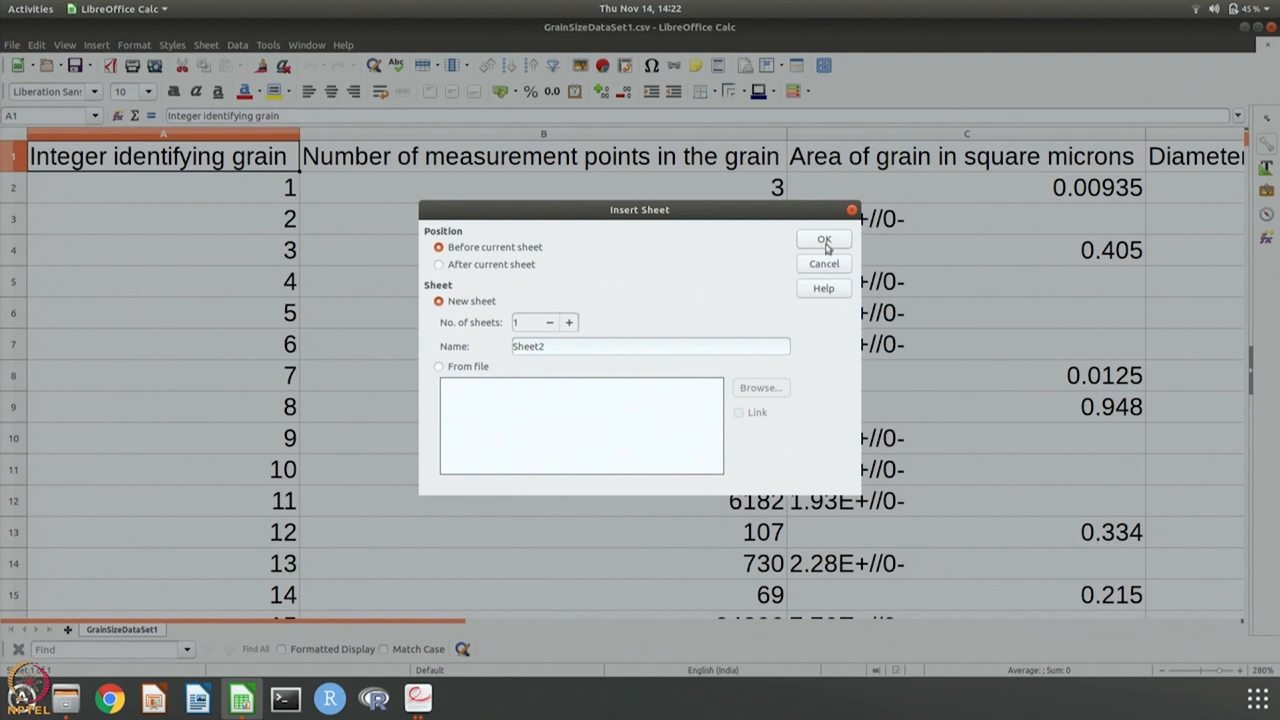 Activities LibreOffice Calc Thu Nov 14, 14:22 45%
GrainSizeDataSet1.csv - LibreOffice Calc
File Edit View Insert Format Styles Sheet Data Tools Window Help
Liberation Sans 10 % 0.0
A1 Integer identifying grain
A B C
1 Integer identifying grain Number of measurement points in the grain Area of grain in square microns Diameter
2 1 3 0.00935
3 2 +//0-
4 3 0.405
5 4 +//0-
6 5 +//0-
7 6 +//0-
8 7 0.0125
9 8 0.948
10 9 +//0-
11 10 +//0-
12 11 6182 1.93E+//0-
13 12 107 0.334
14 13 730 2.28E+//0-
15 14 69 0.215
Insert Sheet
Position
Before current sheet
After current sheet
Sheet
New sheet
No. of sheets: 1
Name: Sheet2
From file
OK
Cancel
Help
Browse...
Link
GrainSizeDataSet1
Find Find All Formatted Display Match Case
Default English (India) Average: ; Sum: 0 280%
NPTEL